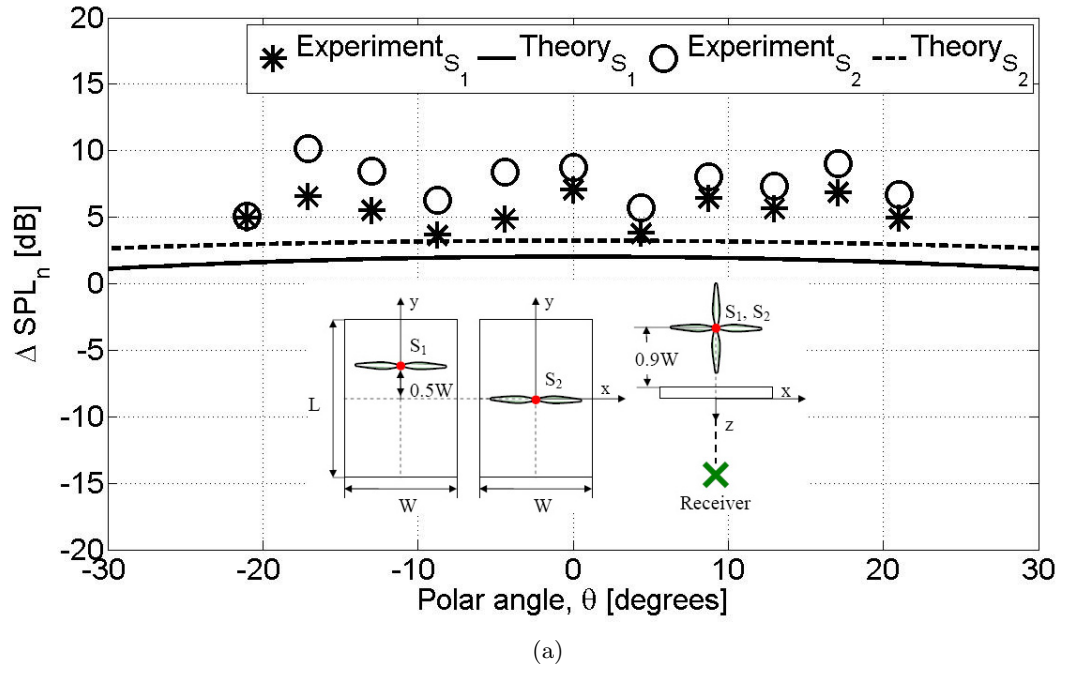 Experiment S1 Theory S1 Experiment S2 Theory S2
20
15
10
5
0
-5
-10
-15
-20
Δ SPLn [dB]
y
S1
0.5W
L
W
y
S2
x
W
S1, S2
0.9W
x
z
Receiver
-30 -20 -10 0 10 20 30
Polar angle, θ [degrees]
(a)